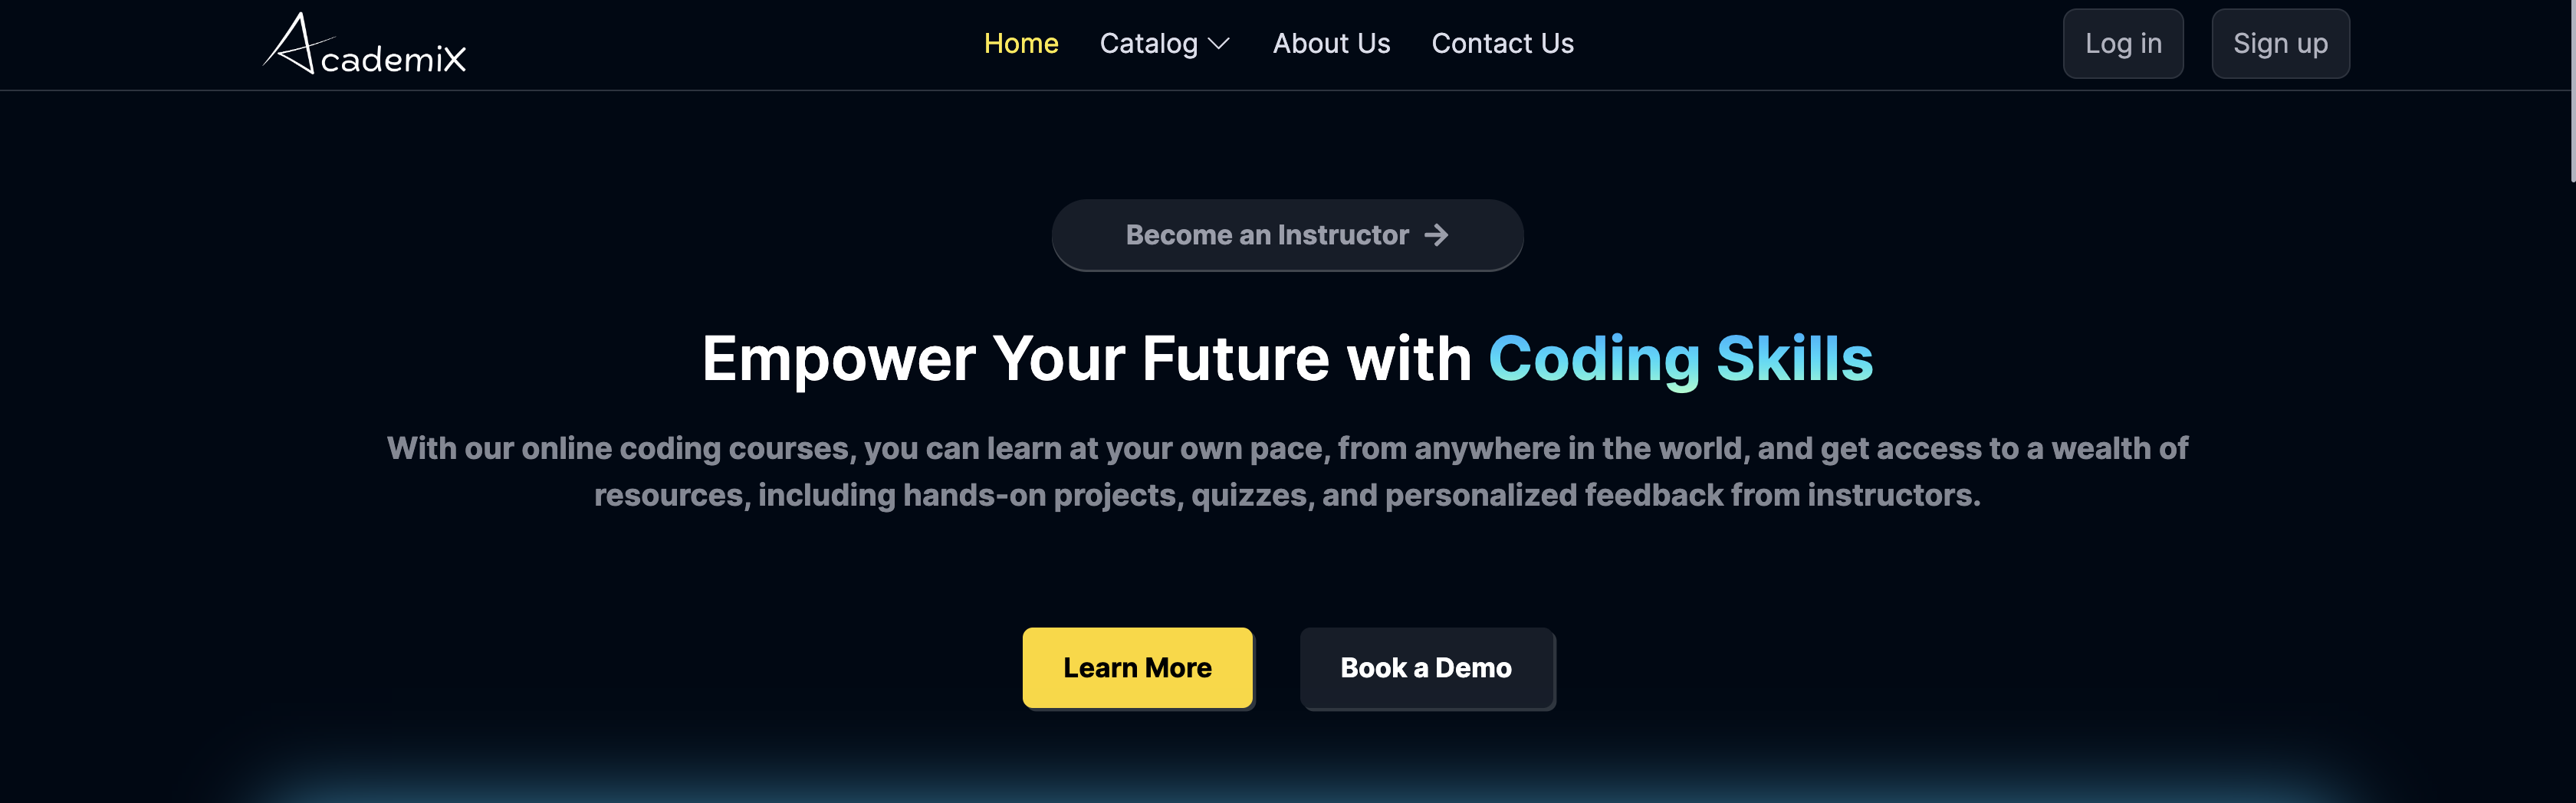 AcademiX
Home Catalog About Us Contact Us
Log in Sign up
Become an Instructor →
Empower Your Future with Coding Skills
With our online coding courses, you can learn at your own pace, from anywhere in the world, and get access to a wealth of
resources, including hands-on projects, quizzes, and personalized feedback from instructors.
Learn More Book a Demo